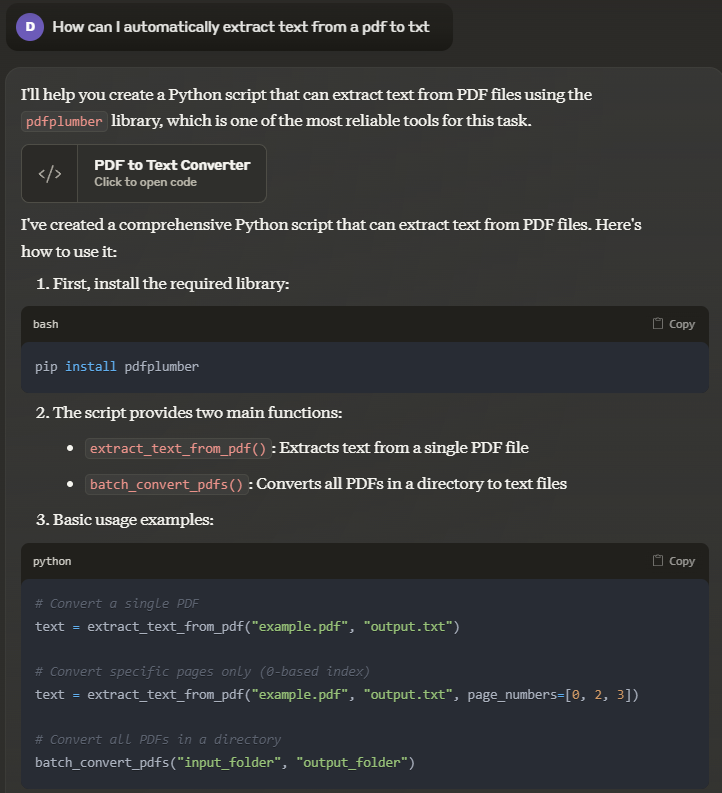 D How can I automatically extract text from a pdf to txt
I'll help you create a Python script that can extract text from PDF files using the
pdfplumber library, which is one of the most reliable tools for this task.
</> PDF to Text Converter
Click to open code
I've created a comprehensive Python script that can extract text from PDF files. Here's
how to use it:
1. First, install the required library:
bash Copy
pip install pdfplumber
2. The script provides two main functions:
• extract_text_from_pdf() : Extracts text from a single PDF file
• batch_convert_pdfs() : Converts all PDFs in a directory to text files
3. Basic usage examples:
python Copy
# Convert a single PDF
text = extract_text_from_pdf("example.pdf", "output.txt")
# Convert specific pages only (0-based index)
text = extract_text_from_pdf("example.pdf", "output.txt", page_numbers=[0, 2, 3])
# Convert all PDFs in a directory
batch_convert_pdfs("input_folder", "output_folder")